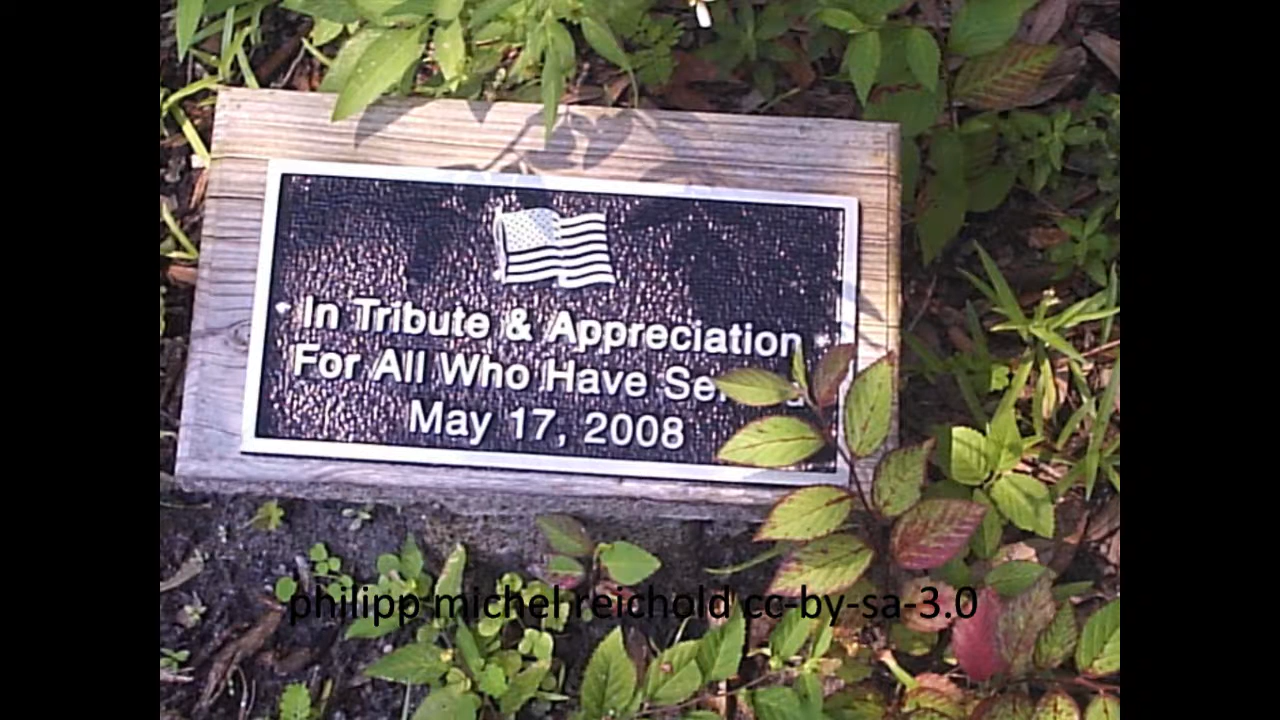 In Tribute & Appreciation
For All Who Have
May 17, 2008
philipp-michel reichold cc-by-sa-3.0